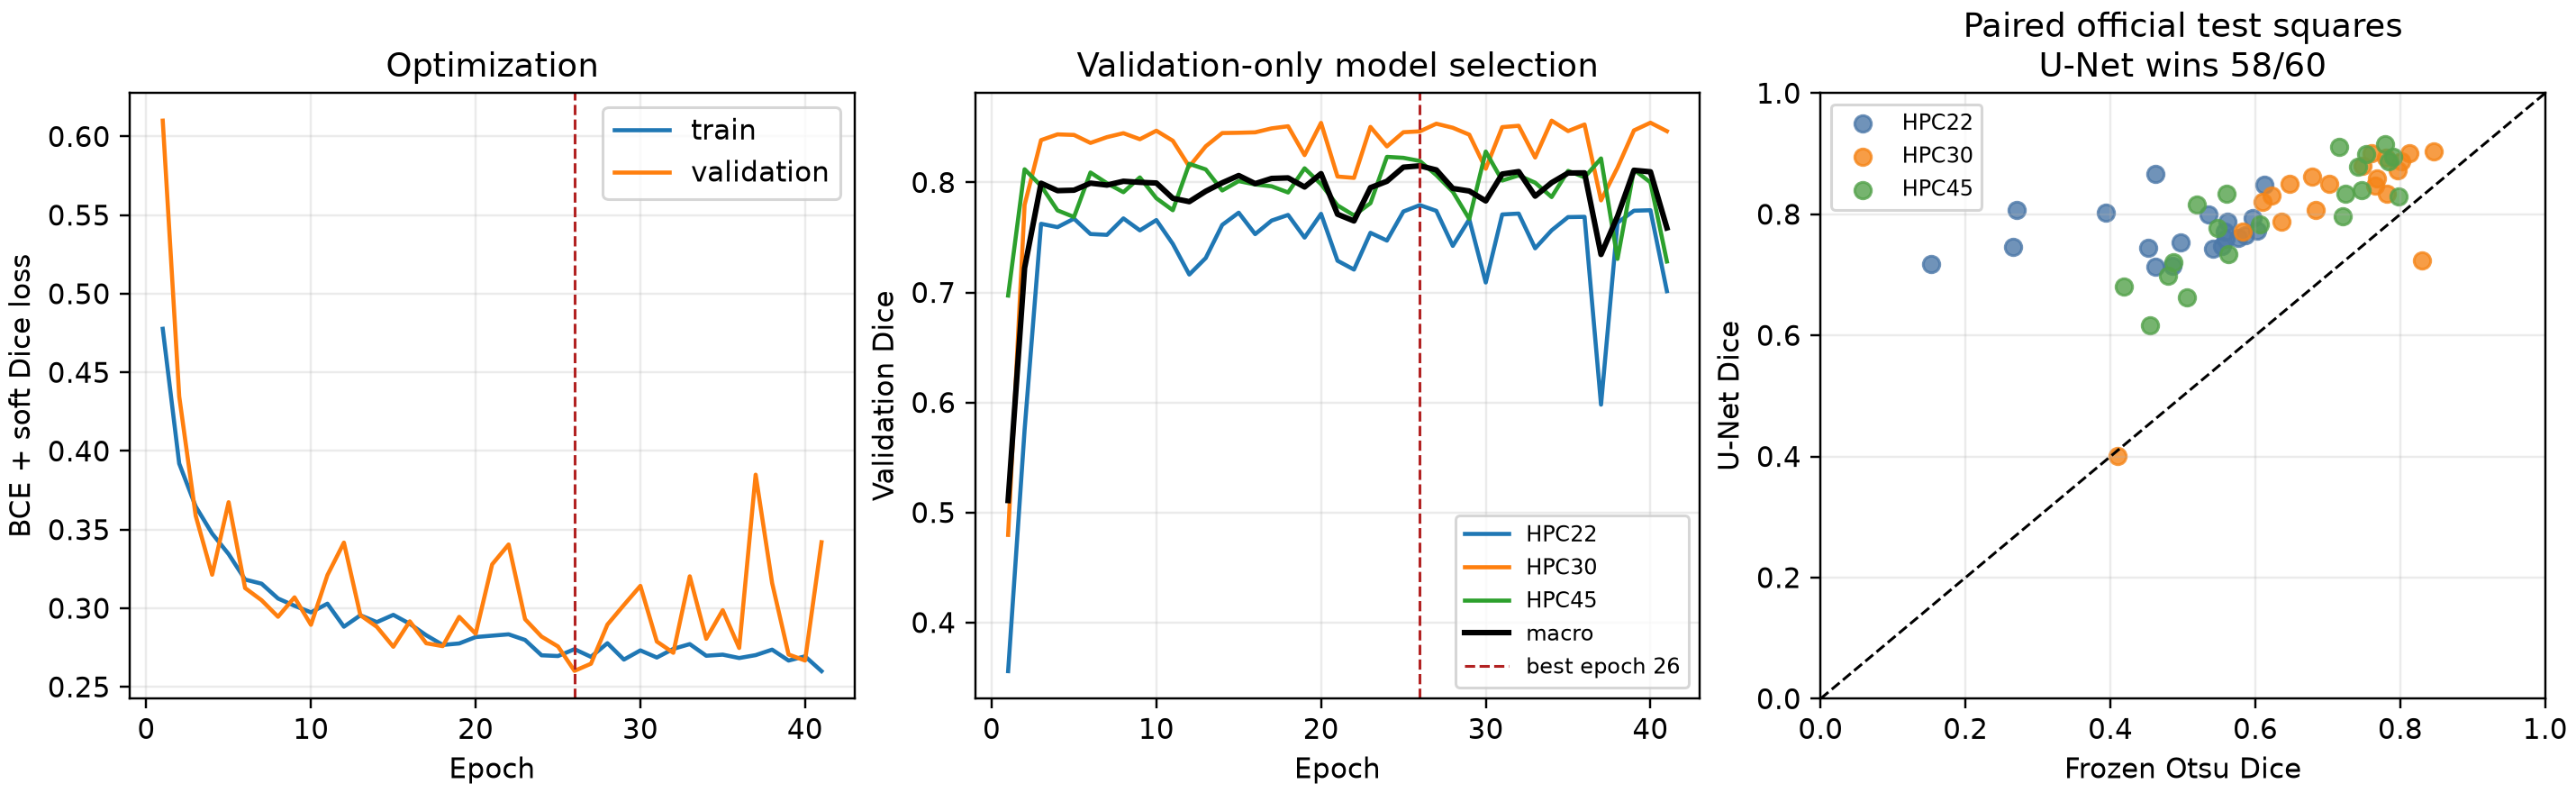 Optimization
BCE + soft Dice loss
0.60
0.55
0.50
0.45
0.40
0.35
0.30
0.25
0
10
20
30
40
Epoch
train
validation
Validation-only model selection
Validation Dice
0.8
0.7
0.6
0.5
0.4
0
10
20
30
40
Epoch
HPC22
HPC30
HPC45
macro
best epoch 26
Paired official test squares
U-Net wins 58/60
U-Net Dice
1.0
0.8
0.6
0.4
0.2
0.0
0.0
0.2
0.4
0.6
0.8
1.0
Frozen Otsu Dice
HPC22
HPC30
HPC45